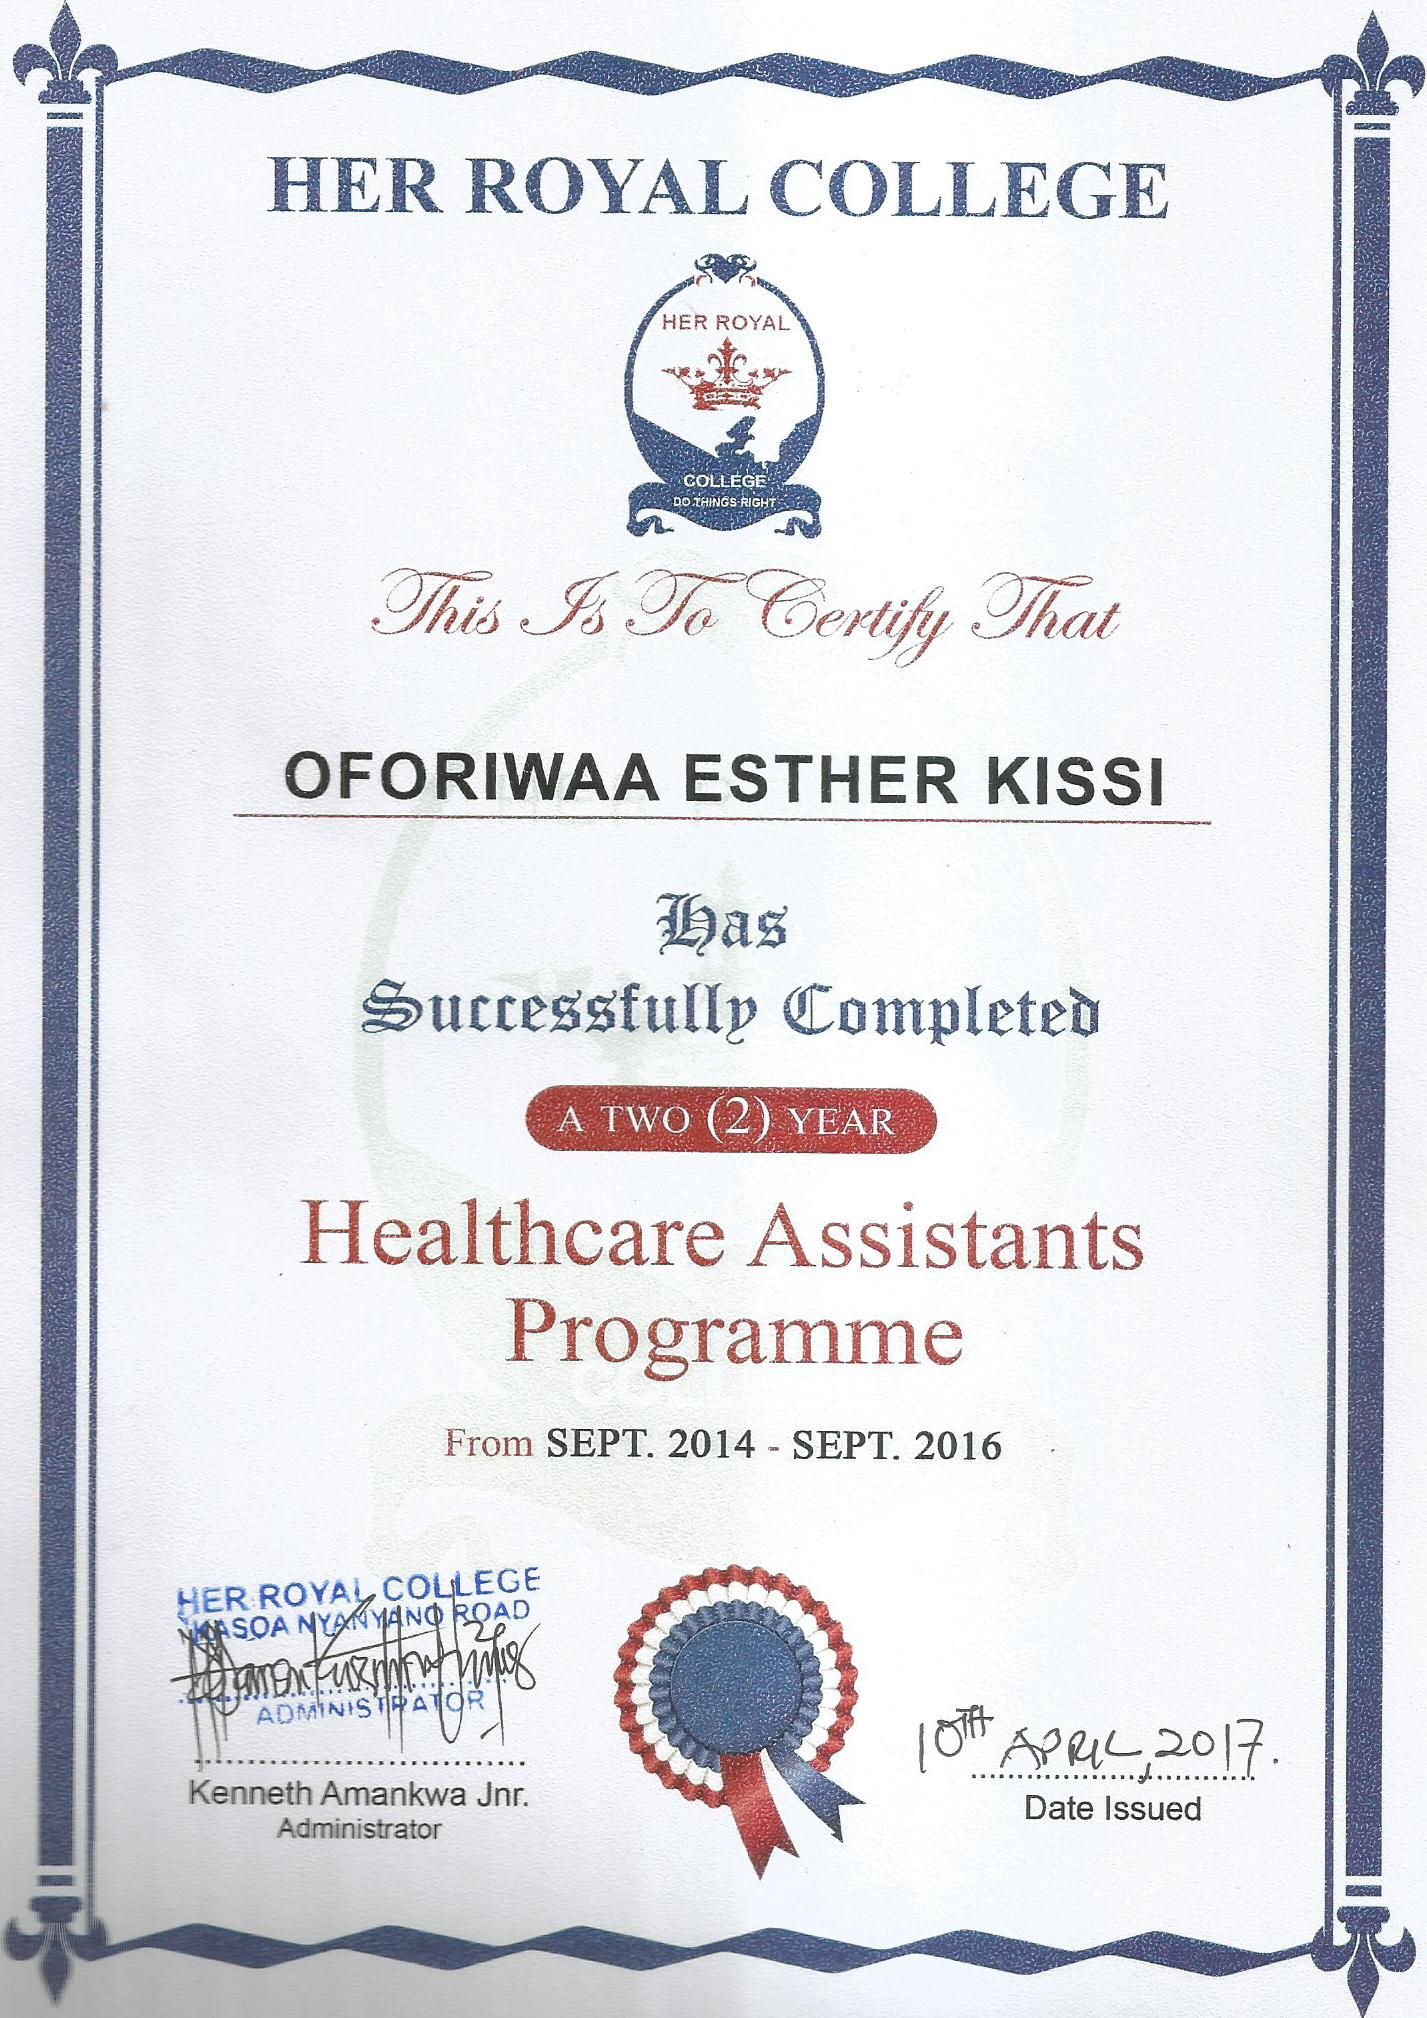 HER ROYAL COLLEGE
HER ROYAL
COLLEGE
DO THINGS RIGHT
This Is To Certify That
OFORIWAA ESTHER KISSI
Has
Successfully Completed
A TWO (2) YEAR
Healthcare Assistants
Programme
From SEPT. 2014 - SEPT. 2016
HER ROYAL COLLEGE
KASOA NYANYANO ROAD
ADMINISTRATOR
Kenneth Amankwa Jnr.
Administrator
10TH APRIL, 2017.
Date Issued